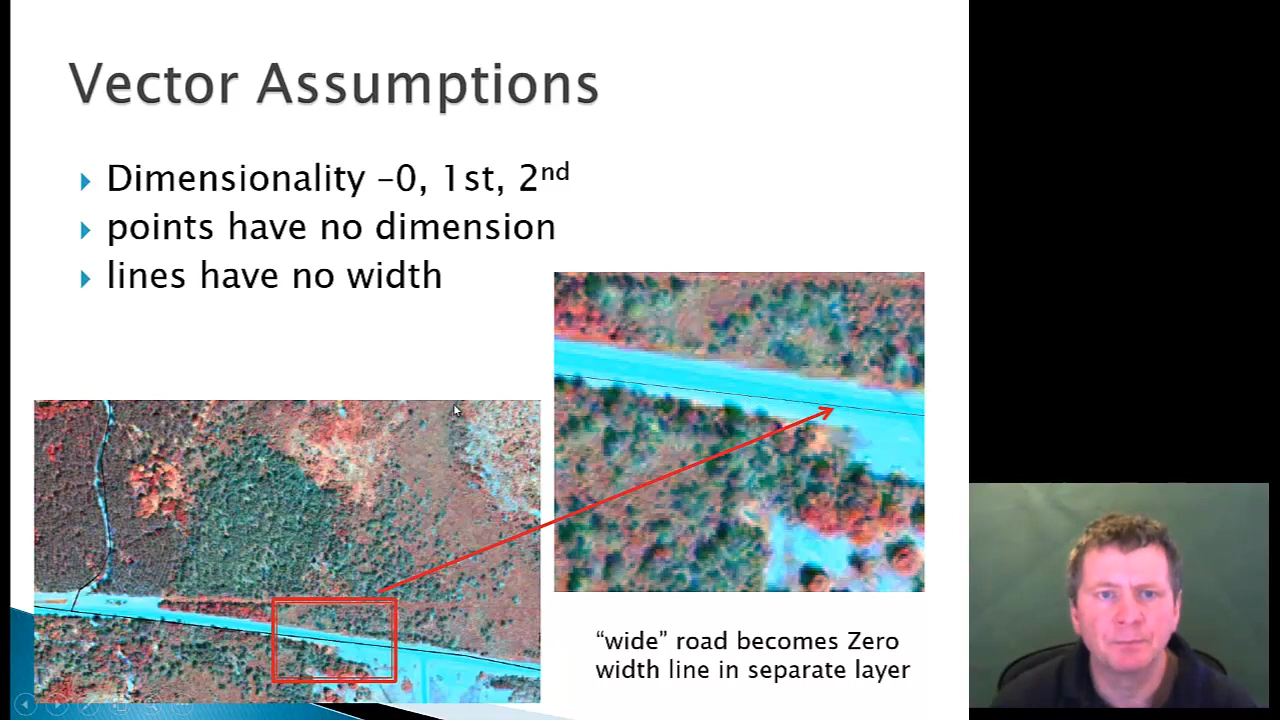 Vector Assumptions
Dimensionality –0, 1st, 2nd
points have no dimension
lines have no width
“wide” road becomes Zero
width line in separate layer